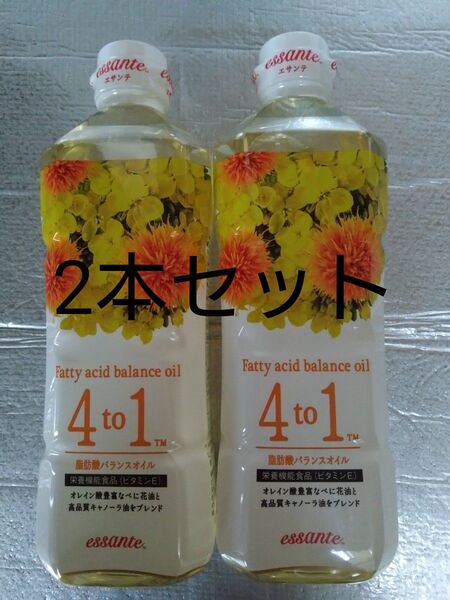 essante
エサンテ
essante
エサンテ
2本セット
Fatty acid balance oil
4 to 1™
脂肪酸バランスオイル
栄養機能食品(ビタミンE)
オレイン酸豊富なべに花油と
高品質キャノーラ油をブレンド
essante
Fatty acid balance oil
4 to 1™
脂肪酸バランスオイル
栄養機能食品(ビタミンE)
オレイン酸豊富なべに花油と
高品質キャノーラ油をブレンド
essante